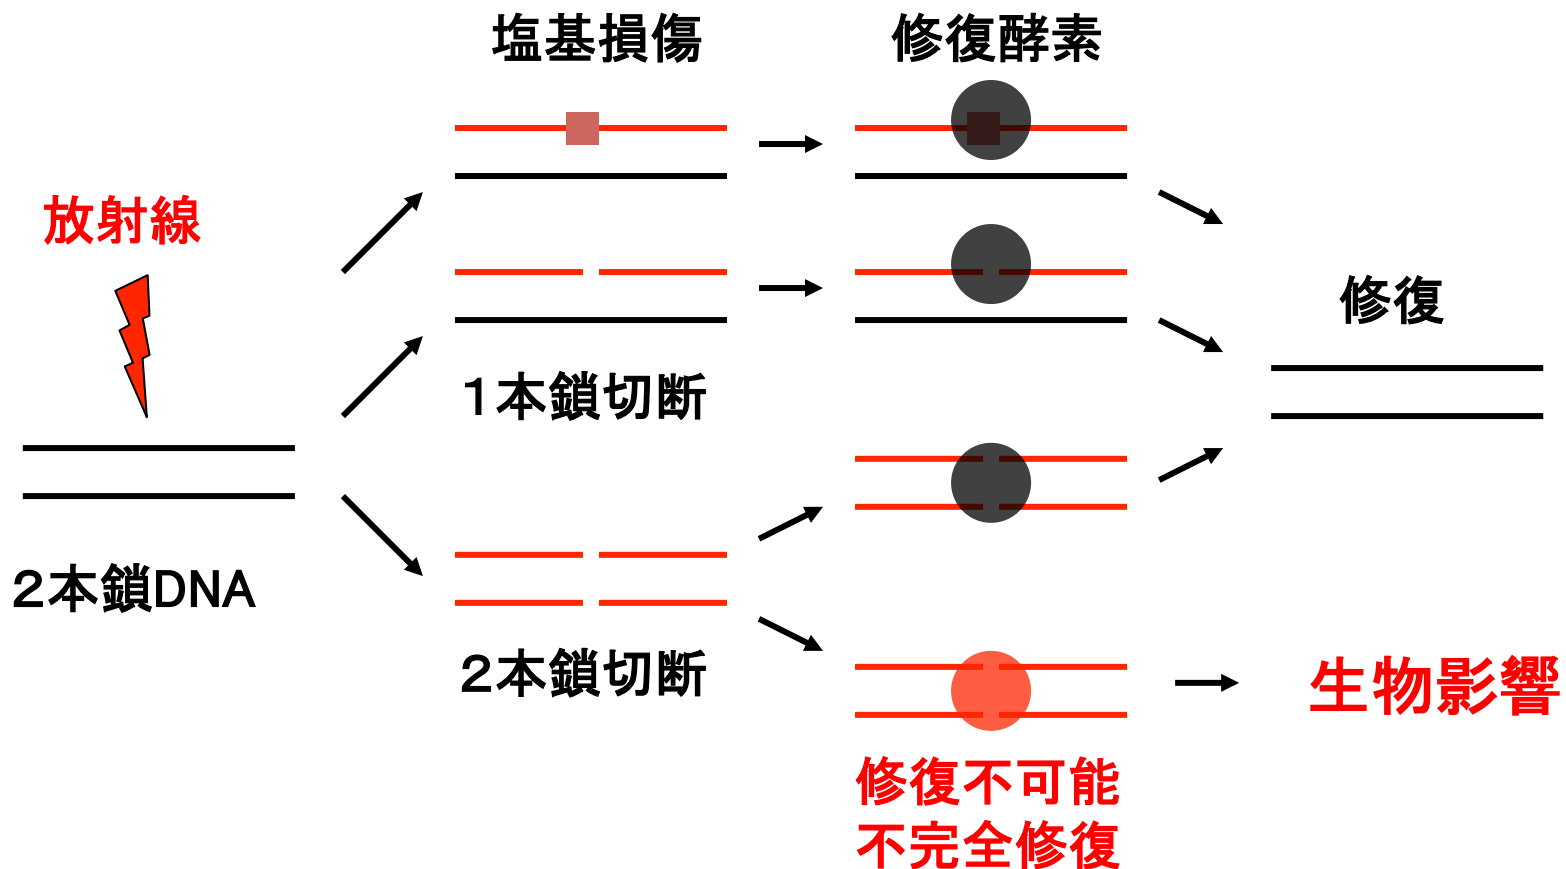 塩基損傷
修復酵素
放射線
修復
１本鎖切断
２本鎖DNA
２本鎖切断
生物影響
修復不可能
不完全修復